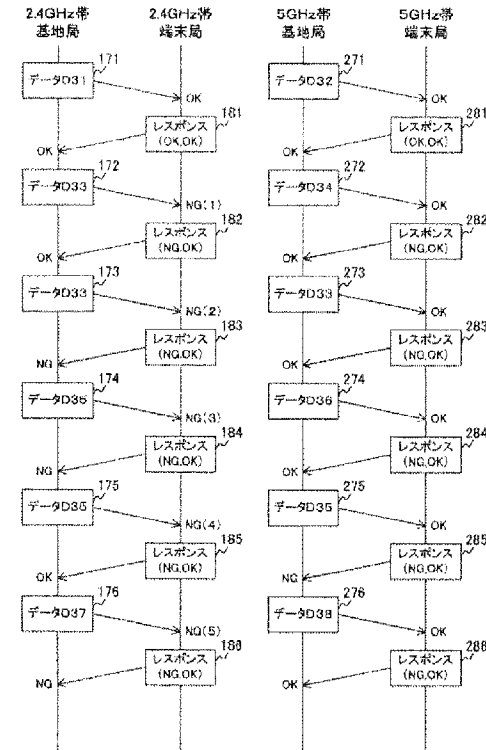 2.4GHz帯
基地局
2.4GHz帯
端末局
5GHz帯
基地局
5GHz帯
端末局
171
データD31
OK
271
データD32
OK
181
レスポンス
(OK,OK)
OK
281
レスポンス
(OK,OK)
OK
172
データD33
NG(1)
272
データD34
OK
182
レスポンス
(NG,OK)
OK
282
レスポンス
(NG,OK)
OK
173
データD33
NG(2)
273
データD33
OK
183
レスポンス
(NG,OK)
NG
283
レスポンス
(NG,OK)
OK
174
データD35
NG(3)
274
データD36
OK
184
レスポンス
(NG,OK)
NG
284
レスポンス
(NG,OK)
OK
175
データD35
NG(4)
275
データD35
OK
185
レスポンス
(NG,OK)
OK
285
レスポンス
(NG,OK)
NG
176
データD37
NG(5)
276
データD38
OK
186
レスポンス
(NG,OK)
NG
286
レスポンス
(NG,OK)
OK